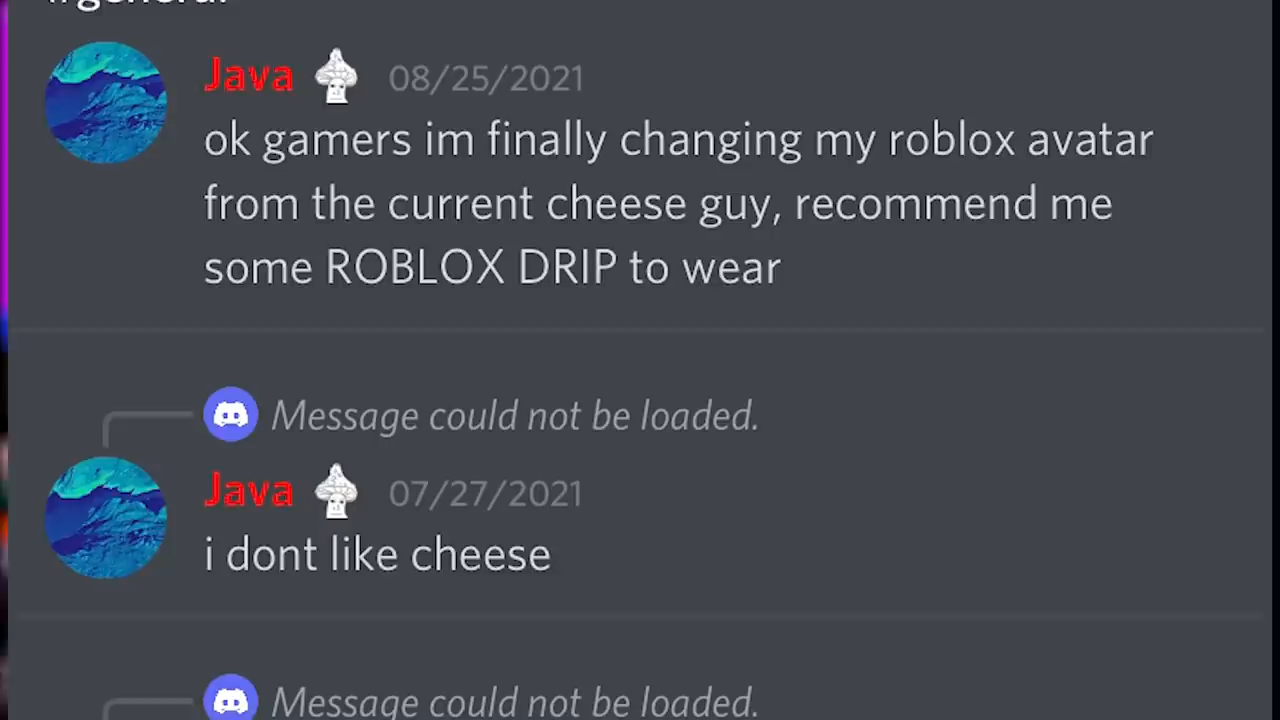 #general
Java 08/25/2021
ok gamers im finally changing my roblox avatar
from the current cheese guy, recommend me
some ROBLOX DRIP to wear
Message could not be loaded.
Java 07/27/2021
i dont like cheese
Message could not be loaded.